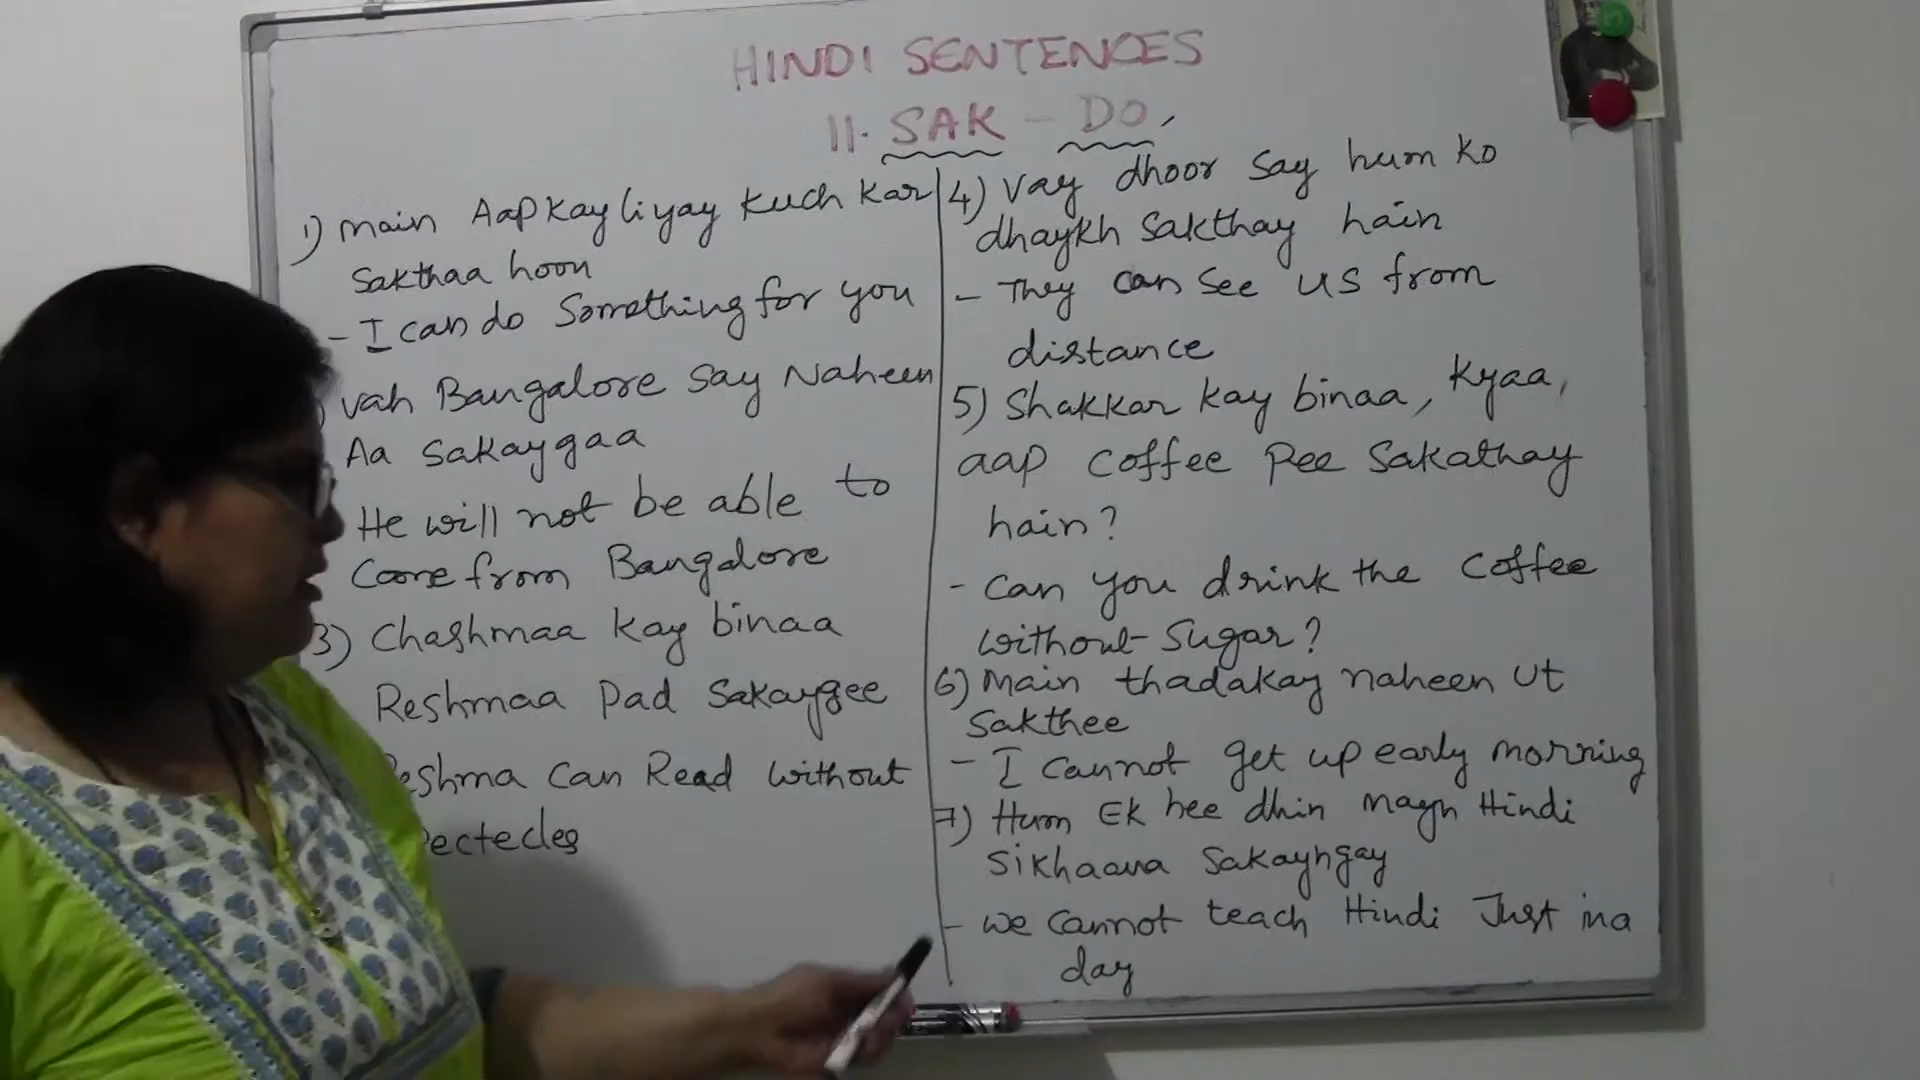 HINDI SENTENCES
11. SAK - DO,
1) Main Aap kay liyay kuch kar
Sakthaa hoon
- I can do Something for you
) Vah Bangalore Say Naheen
Aa Sakaygaa
He will not be able to
Come from Bangalore
3) Chashmaa kay binaa
Reshmaa Pad Sakaygee
eshma Can Read without
ectecles
4) Vay dhoor Say hum ko
dhaykh Sakthay hain
- They can See us from
distance
5) Shakkar kay binaa, kyaa,
aap coffee Pee Sakathay
hain?
- Can you drink the Coffee
without Sugar?
6) Main thadakay naheen ut
Sakthee
- I cannot get up early morning
7) Hum Ek hee dhin mayn Hindi
Sakayngay
- We cannot teach Hindi Just in a
day